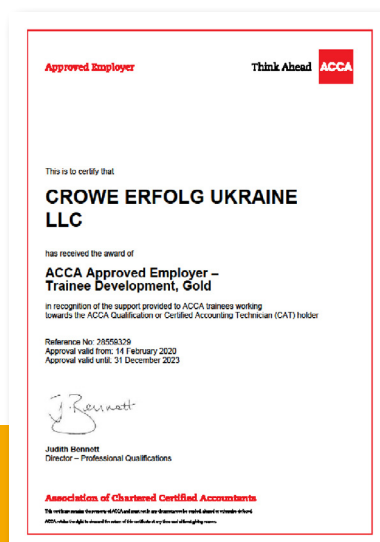 Approved Employer
Think Ahead ACCA
This is to certify that
CROWE ERFOLG UKRAINE
LLC
has received the award of
ACCA Approved Employer –
Trainee Development, Gold
in recognition of the support provided to ACCA trainees working
towards the ACCA Qualification or Certified Accounting Technician (CAT) holder
Reference No: 28559329
Approval valid from: 14 February 2020
Approval valid until: 31 December 2023
J. Bennett
Judith Bennett
Director – Professional Qualifications
Association of Chartered Certified Accountants